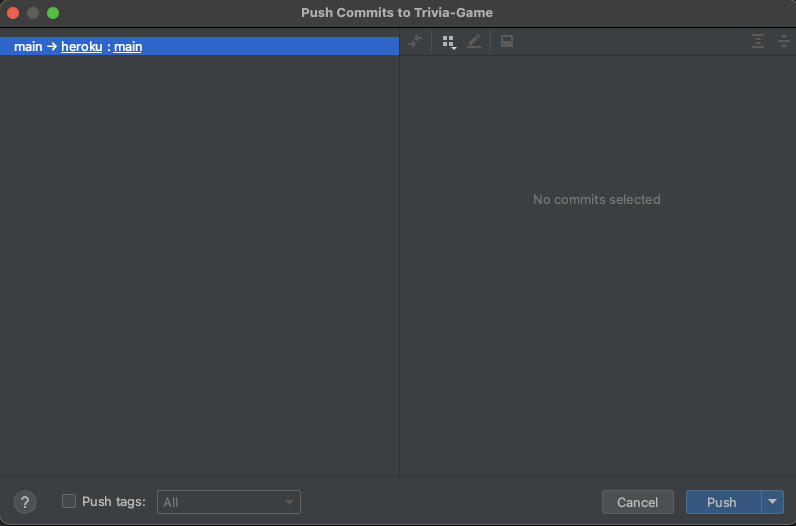 Push Commits to Trivia-Game
main → heroku : main
No commits selected
? Push tags: All Cancel Push